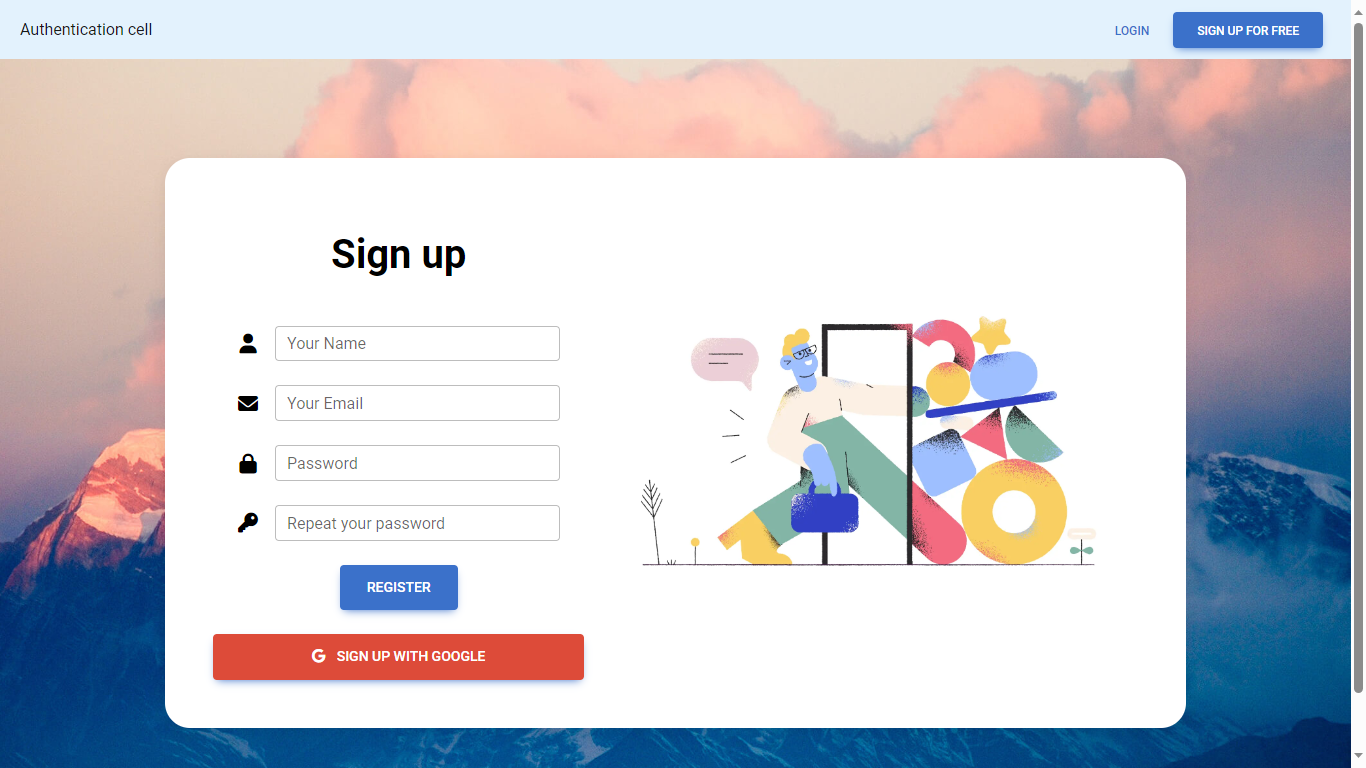 Authentication cell
LOGIN
SIGN UP FOR FREE
Sign up
Your Name
Your Email
Password
Repeat your password
REGISTER
SIGN UP WITH GOOGLE